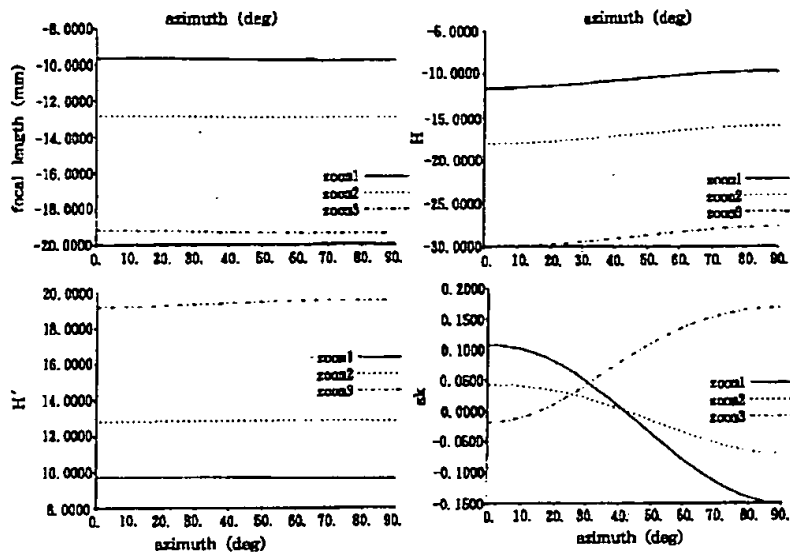 azimuth (deg)
-8.0000
-10.0000
-12.0000
-14.0000
-16.0000
-18.0000
-20.0000
focal length (mm)
zoom1
zoom2
zoom3
0. 10. 20. 30. 40. 50. 60. 70. 80. 90.
azimuth (deg)
-5.0000
-10.0000
-15.0000
-20.0000
-25.0000
-30.0000
H
zoom1
zoom2
zoom3
0. 10. 20. 30. 40. 50. 60. 70. 80. 90.
20.0000
18.0000
16.0000
14.0000
12.0000
10.0000
8.0000
H'
zoom1
zoom2
zoom3
0. 10. 20. 30. 40. 50. 60. 70. 80. 90.
azimuth (deg)
0.2000
0.1500
0.1000
0.0500
0.0000
-0.0500
-0.1000
-0.1500
sk
zoom1
zoom2
zoom3
0. 10. 20. 30. 40. 50. 60. 70. 80. 90.
azimuth (deg)